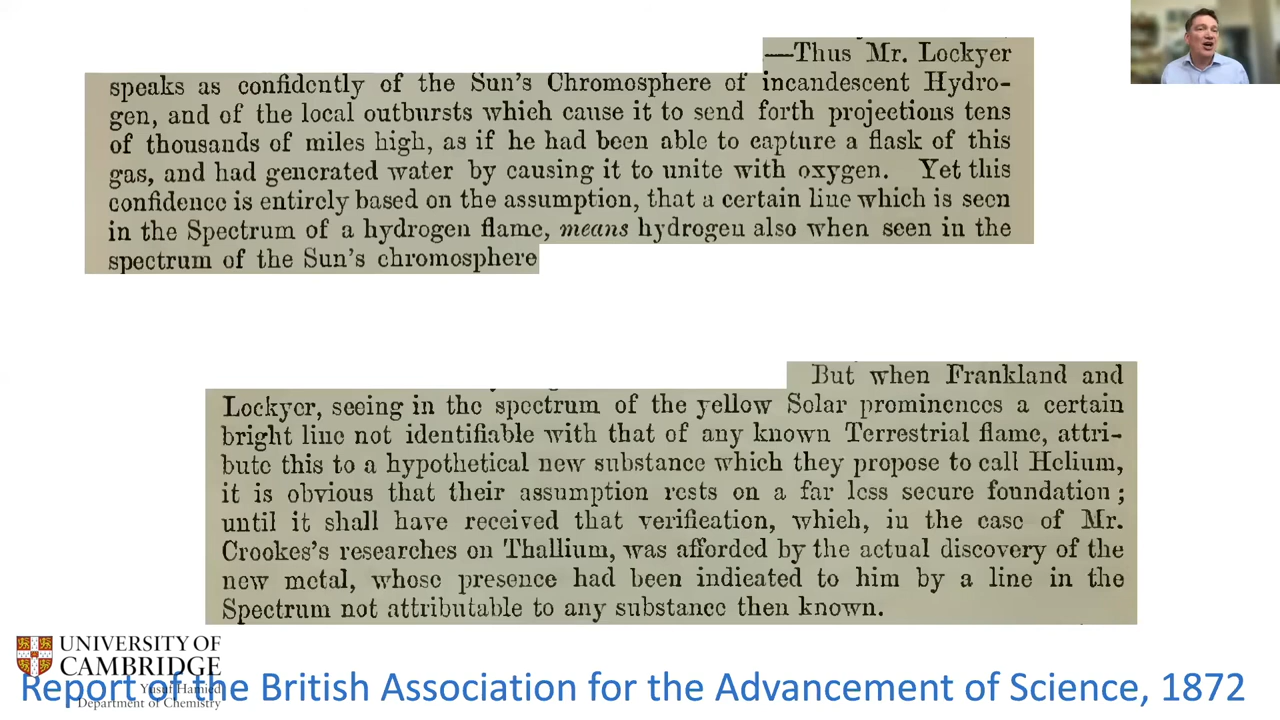 —Thus Mr. Lockyer
speaks as confidently of the Sun's Chromosphere of incandescent Hydro-
gen, and of the local outbursts which cause it to send forth projections tens
of thousands of miles high, as if he had been able to capture a flask of this
gas, and had generated water by causing it to unite with oxygen. Yet this
confidence is entirely based on the assumption, that a certain line which is seen
in the Spectrum of a hydrogen flame, means hydrogen also when seen in the
spectrum of the Sun's chromosphere
But when Frankland and
Lockyer, seeing in the spectrum of the yellow Solar prominences a certain
bright line not identifiable with that of any known Terrestrial flame, attri-
bute this to a hypothetical new substance which they propose to call Helium,
it is obvious that their assumption rests on a far less secure foundation;
until it shall have received that verification, which, in the case of Mr.
Crookes's researches on Thallium, was afforded by the actual discovery of the
new metal, whose presence had been indicated to him by a line in the
Spectrum not attributable to any substance then known.
UNIVERSITY OF
CAMBRIDGE
Yusuf Hamied
Department of Chemistry
Report of the British Association for the Advancement of Science, 1872